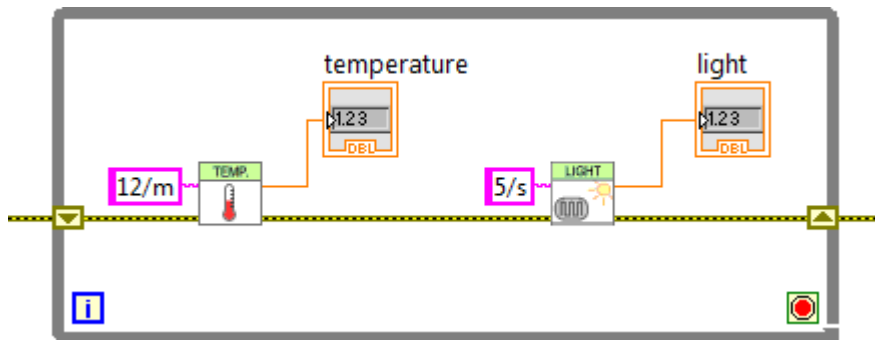 temperature
light
1.23
DBL
1.23
DBL
TEMP.
LIGHT
12/m
5/s
i